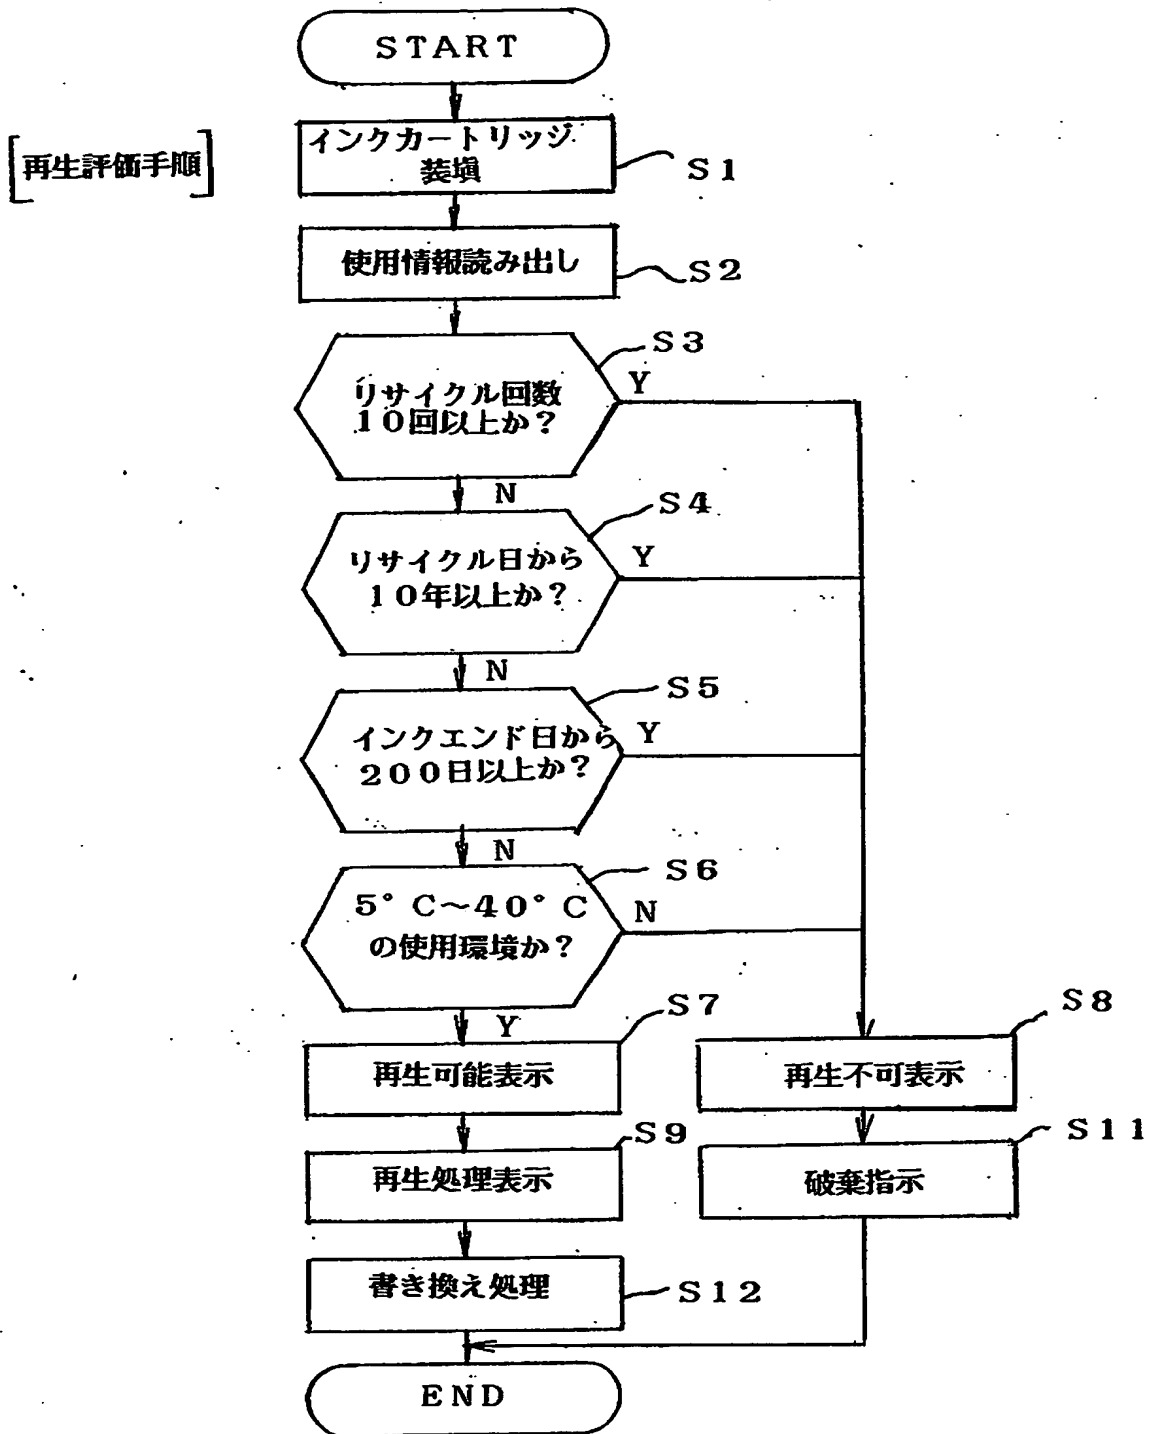 START
[再生評価手順]
インクカートリッジ
装塡
S1
使用情報読み出し
S2
S3
リサイクル回数
10回以上か?
Y
N
S4
リサイクル日から
10年以上か?
Y
N
S5
インクエンド日から
200日以上か?
Y
N
S6
5°C〜40°C
の使用環境か?
N
Y
S7
再生可能表示
S8
再生不可表示
S9
再生処理表示
S11
破棄指示
書き換え処理
S12
END